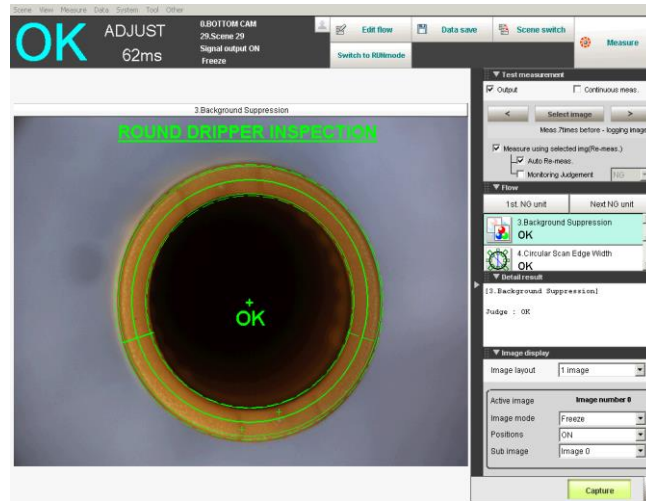 Scene View Measure Data System Tool Other
OK
ADJUST
62ms
0.BOTTOM CAM
29.Scene 29
Signal output ON
Freeze
Edit flow
Data save
Scene switch
Switch to RUNmode
Measure
3.Background Suppression
ROUND DRIPPER INSPECTION
OK
Test measurement
Output
Continuous meas.
<
Select image
>
Meas.7times before - logging image
Measure using selected img(Re-meas.)
Auto Re-meas.
Monitoring Judgement
NG
Flow
1st. NG unit
Next NG unit
3.Background Suppression
OK
4.Circular Scan Edge Width
OK
Detail result
[3.Background Suppression]
Judge : OK
Image display
Image layout
1 image
Active image
Image number 0
Image mode
Freeze
Positions
ON
Sub image
Image 0
Capture